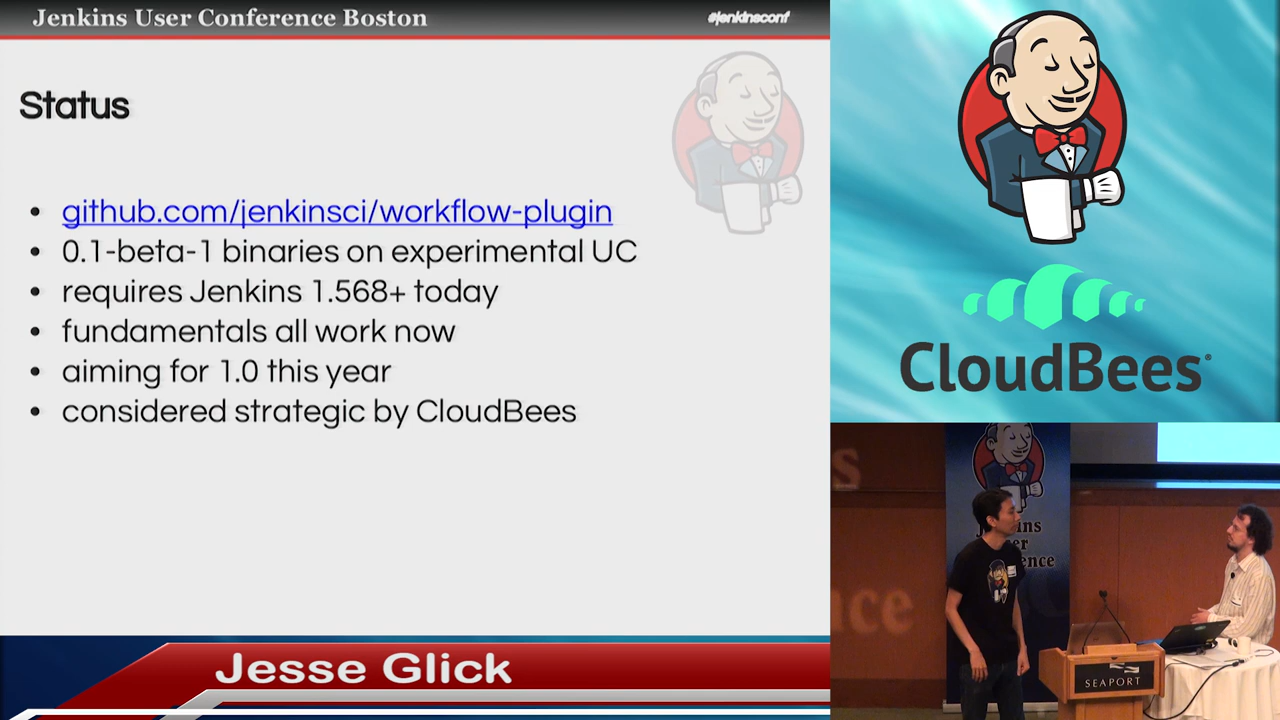 Jenkins User Conference Boston
#jenkinsconf
Status
github.com/jenkinsci/workflow-plugin
0.1-beta-1 binaries on experimental UC
requires Jenkins 1.568+ today
fundamentals all work now
aiming for 1.0 this year
considered strategic by CloudBees
Jesse Glick
CloudBees
SEAPORT